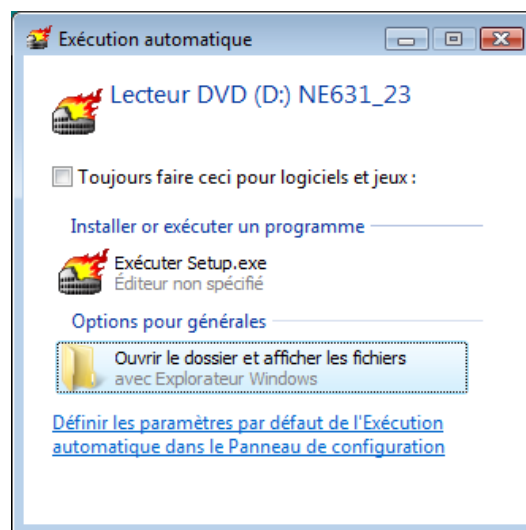 Exécution automatique
Lecteur DVD (D:) NE631_23
Toujours faire ceci pour logiciels et jeux :
Installer or exécuter un programme
Exécuter Setup.exe
Éditeur non spécifié
Options pour générales
Ouvrir le dossier et afficher les fichiers
avec Explorateur Windows
Définir les paramètres par défaut de l'Exécution
automatique dans le Panneau de configuration